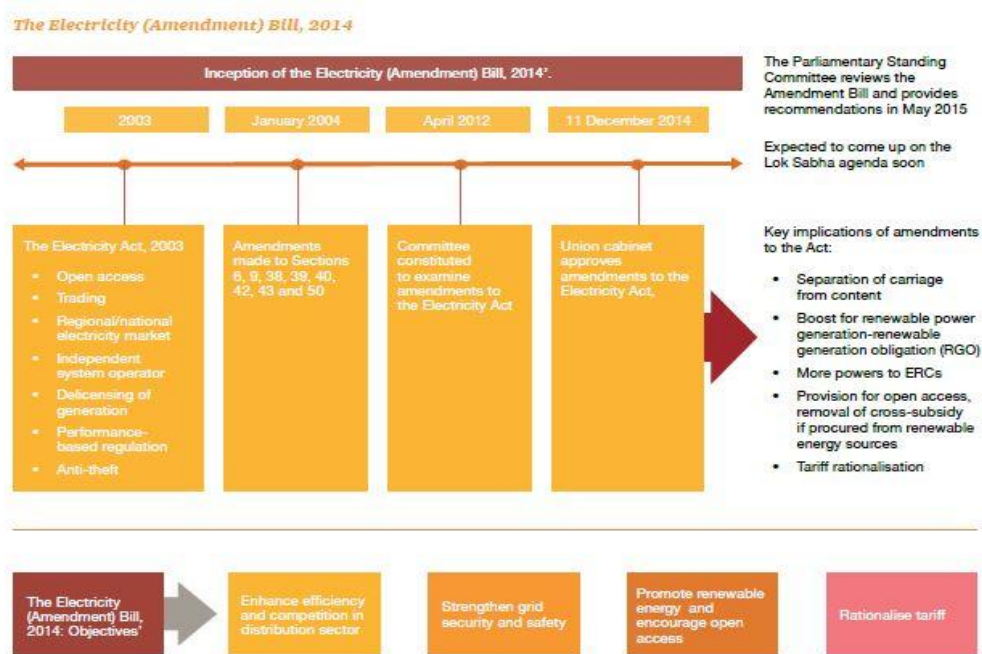 The Electricity (Amendment) Bill, 2014
Inception of the Electricity (Amendment) Bill, 2014'.
2003
January 2004
April 2012
11 December 2014
The Parliamentary Standing
Committee reviews the
Amendment Bill and provides
recommendations in May 2015
Expected to come up on the
Lok Sabha agenda soon
The Electricity Act, 2003
• Open access
• Trading
• Regional/national
electricity market
• Independent
system operator
• Delicensing of
generation
• Performance-
based regulation
• Anti-theft
Amendments
made to Sections
6, 9, 38, 39, 40,
42, 43 and 50
Committee
constituted
to examine
amendments to
the Electricity Act
Union cabinet
approves
amendments to the
Electricity Act,
Key implications of amendments
to the Act:
• Separation of carriage
from content
• Boost for renewable power
generation-renewable
generation obligation (RGO)
• More powers to ERCs
• Provision for open access,
removal of cross-subsidy
if procured from renewable
energy sources
• Tariff rationalisation
The Electricity
(Amendment) Bill,
2014: Objectives'
Enhance efficiency
and competition in
distribution sector
Strengthen grid
security and safety
Promote renewable
energy and
encourage open
access
Rationalise tariff